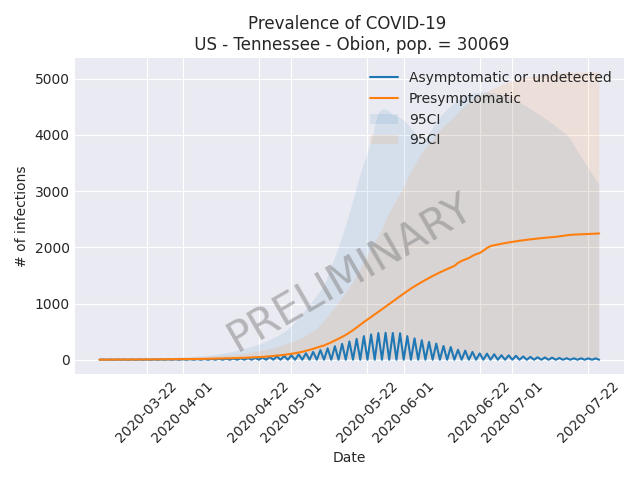 Prevalence of COVID-19
US - Tennessee - Obion, pop. = 30069
Asymptomatic or undetected
Presymptomatic
95CI
95CI
PRELIMINARY
# of infections
5000
4000
3000
2000
1000
0
2020-03-22
2020-04-01
2020-04-22
2020-05-01
2020-05-22
2020-06-01
2020-06-22
2020-07-01
2020-07-22
Date